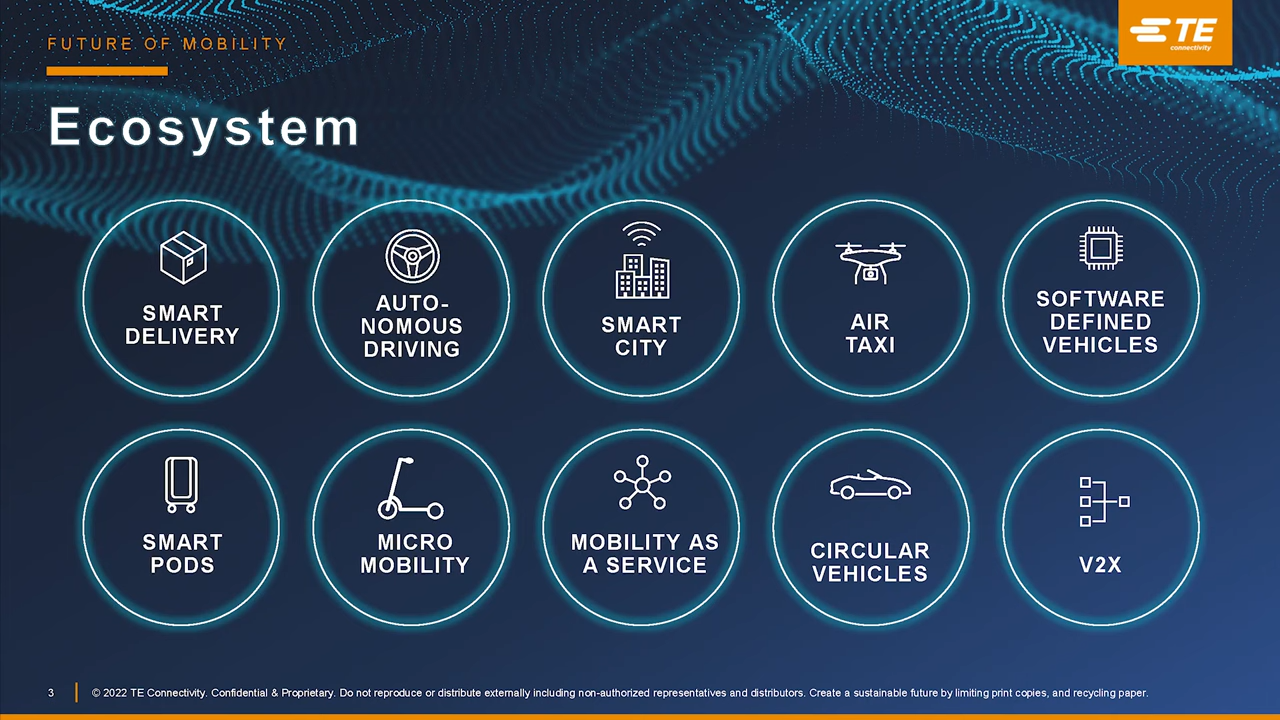 FUTURE OF MOBILITY
TE
connectivity
Ecosystem
SMART
DELIVERY
AUTO-
NOMOUS
DRIVING
SMART
CITY
AIR
TAXI
SOFTWARE
DEFINED
VEHICLES
SMART
PODS
MICRO
MOBILITY
MOBILITY AS
A SERVICE
CIRCULAR
VEHICLES
V2X
3
© 2022 TE Connectivity. Confidential & Proprietary. Do not reproduce or distribute externally including non-authorized representatives and distributors. Create a sustainable future by limiting print copies, and recycling paper.